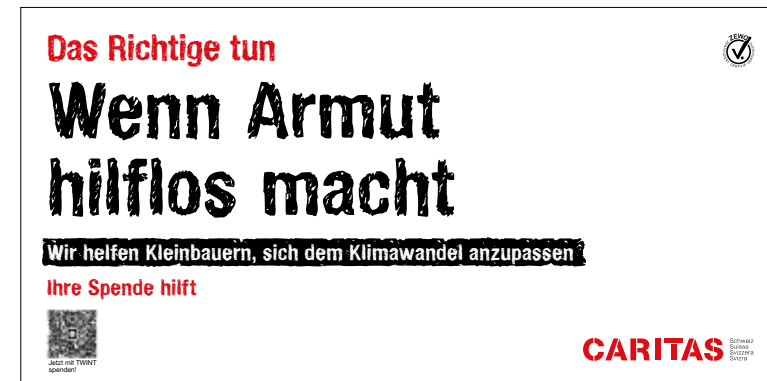 Das Richtige tun
ZEWO
Wenn Armut
hilflos macht
Wir helfen Kleinbauern, sich dem Klimawandel anzupassen
Ihre Spende hilft
Jetzt mit TWINT
spenden!
CARITAS
Schweiz
Suisse
Svizzera
Svizra